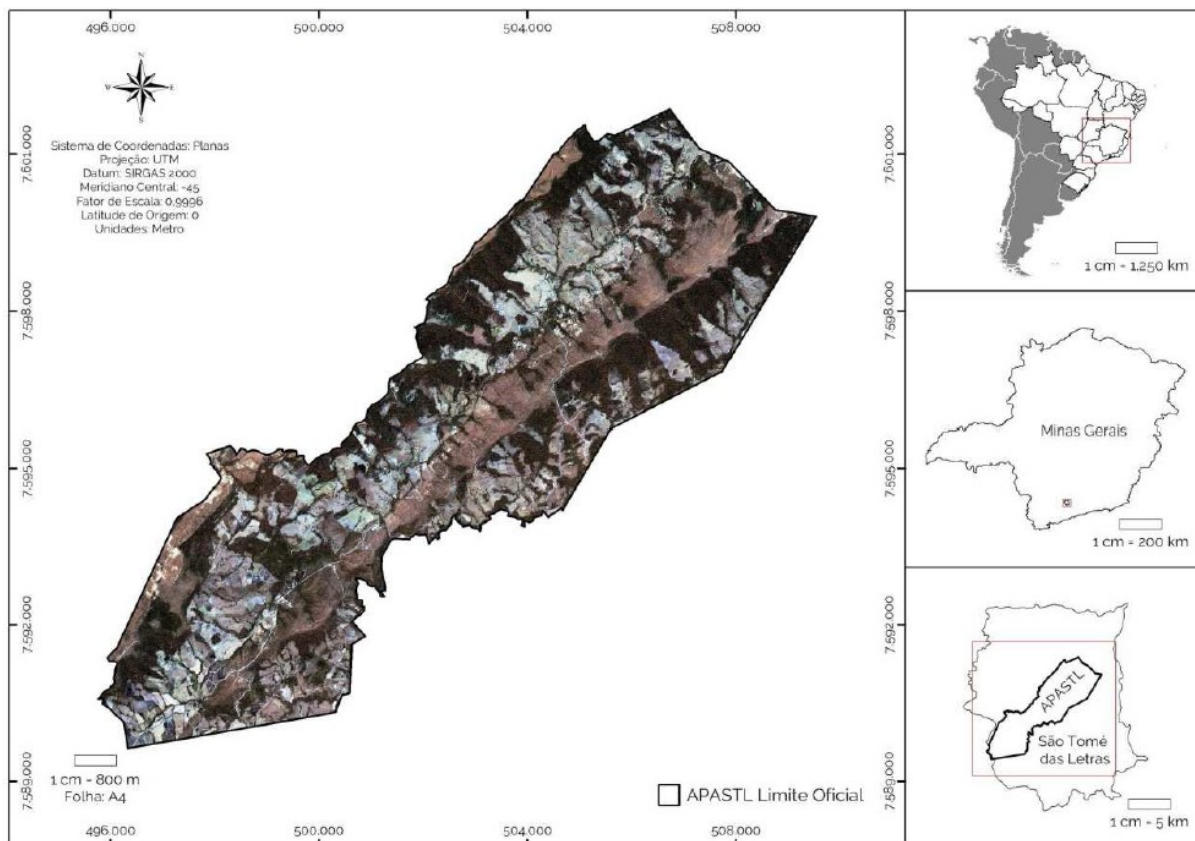 496.000
500.000
504.000
508.000
N
W
E
S
Sistema de Coordenadas: Planas
Projeção: UTM
Datum: SIRGAS 2000
Meridiano Central: -45
Fator de Escala: 0.9996
Latitude de Origem: 0
Unidades: Metro
7.601.000
7.598.000
7.595.000
7.592.000
7.589.000
7.601.000
7.598.000
7.595.000
7.592.000
7.589.000
1 cm = 800 m
Folha: A4
APASTL Limite Oficial
496.000
500.000
504.000
508.000
1 cm = 1.250 km
Minas Gerais
1 cm = 200 km
APASTL
São Tomé
das Letras
1 cm = 5 km